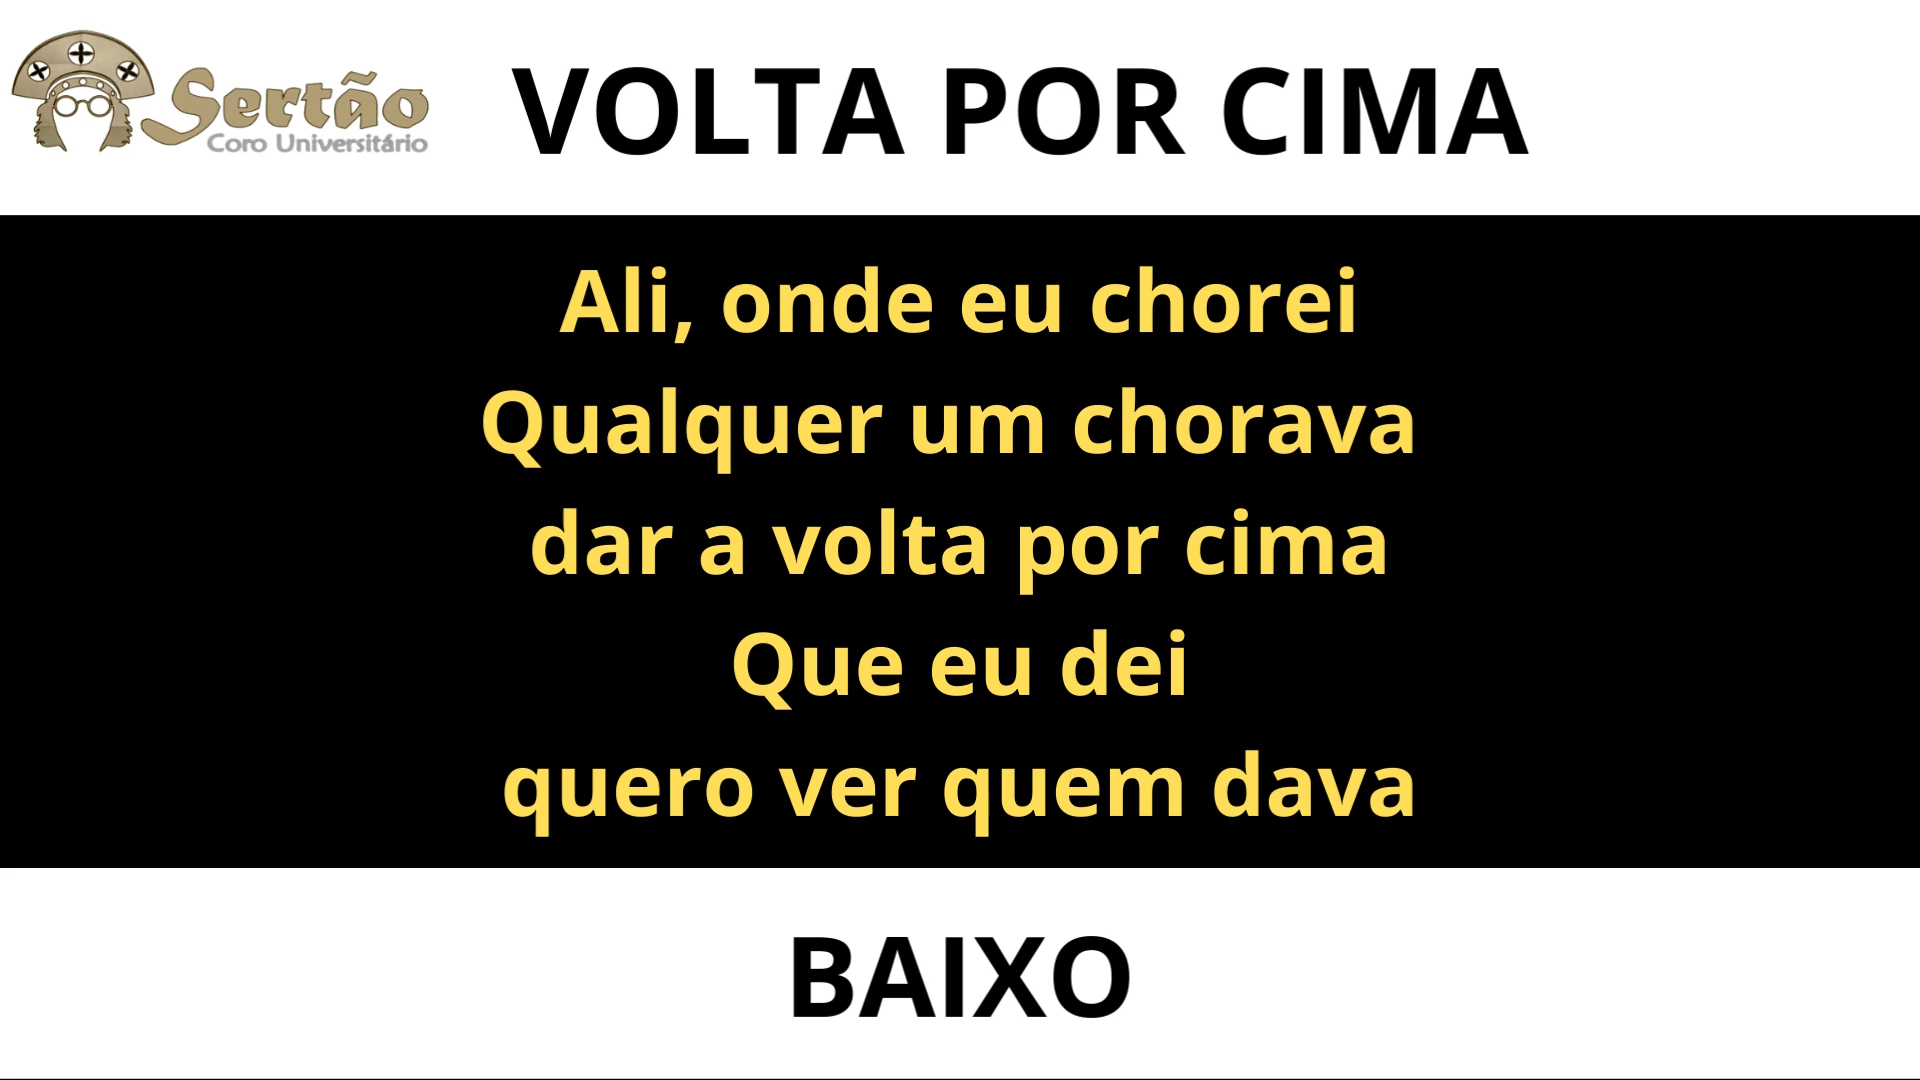 Sertão
Coro Universitário
VOLTA POR CIMA
Ali, onde eu chorei
Qualquer um chorava
dar a volta por cima
Que eu dei
quero ver quem dava
BAIXO